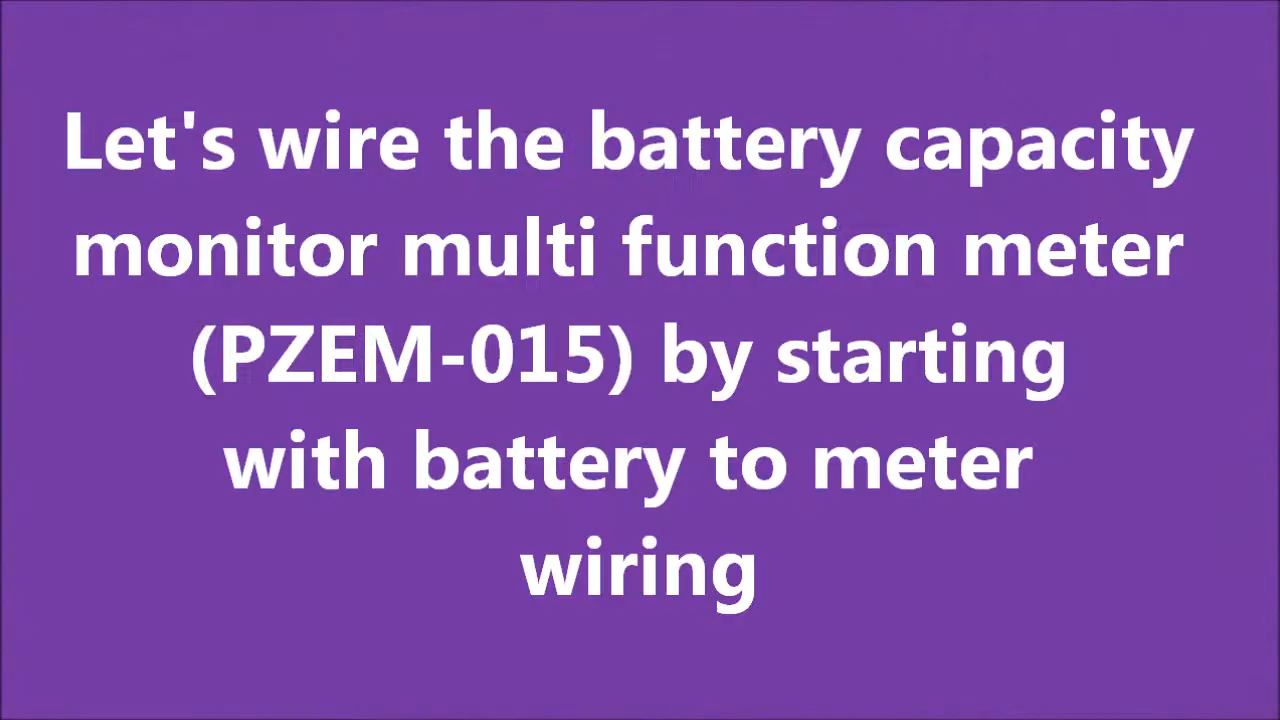 Let's wire the battery capacity
monitor multi function meter
(PZEM-015) by starting
with battery to meter
wiring